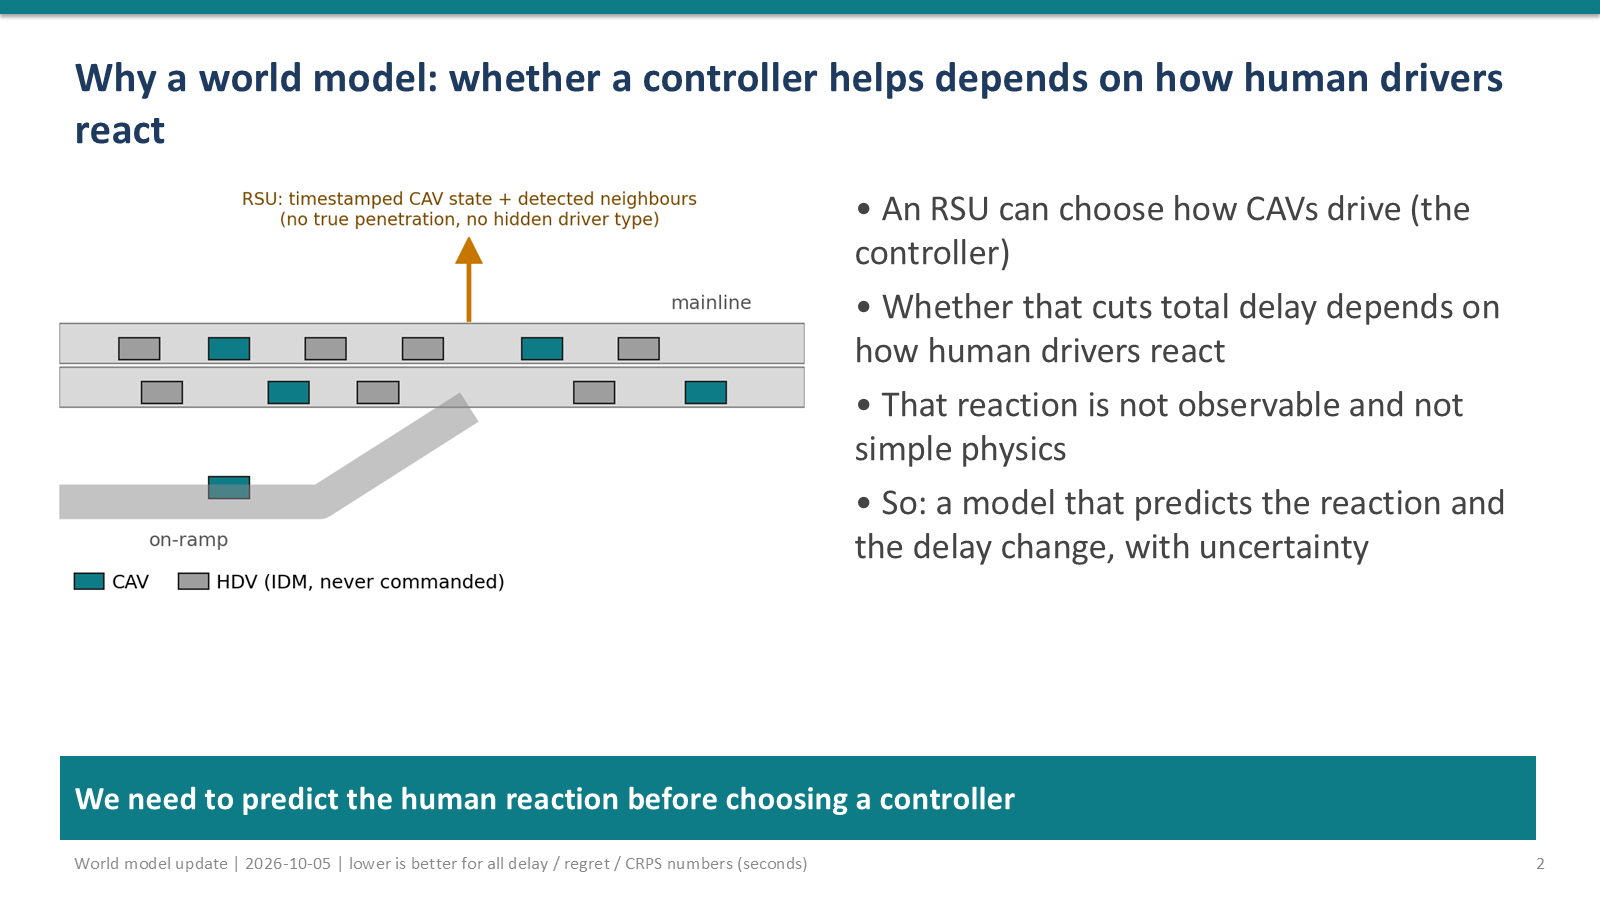 Why a world model: whether a controller helps depends on how human drivers
react
RSU: timestamped CAV state + detected neighbours
(no true penetration, no hidden driver type)
mainline
on-ramp
CAV
HDV (IDM, never commanded)
• An RSU can choose how CAVs drive (the
controller)
• Whether that cuts total delay depends on
how human drivers react
• That reaction is not observable and not
simple physics
• So: a model that predicts the reaction and
the delay change, with uncertainty
We need to predict the human reaction before choosing a controller
World model update | 2026-10-05 | lower is better for all delay / regret / CRPS numbers (seconds)
2